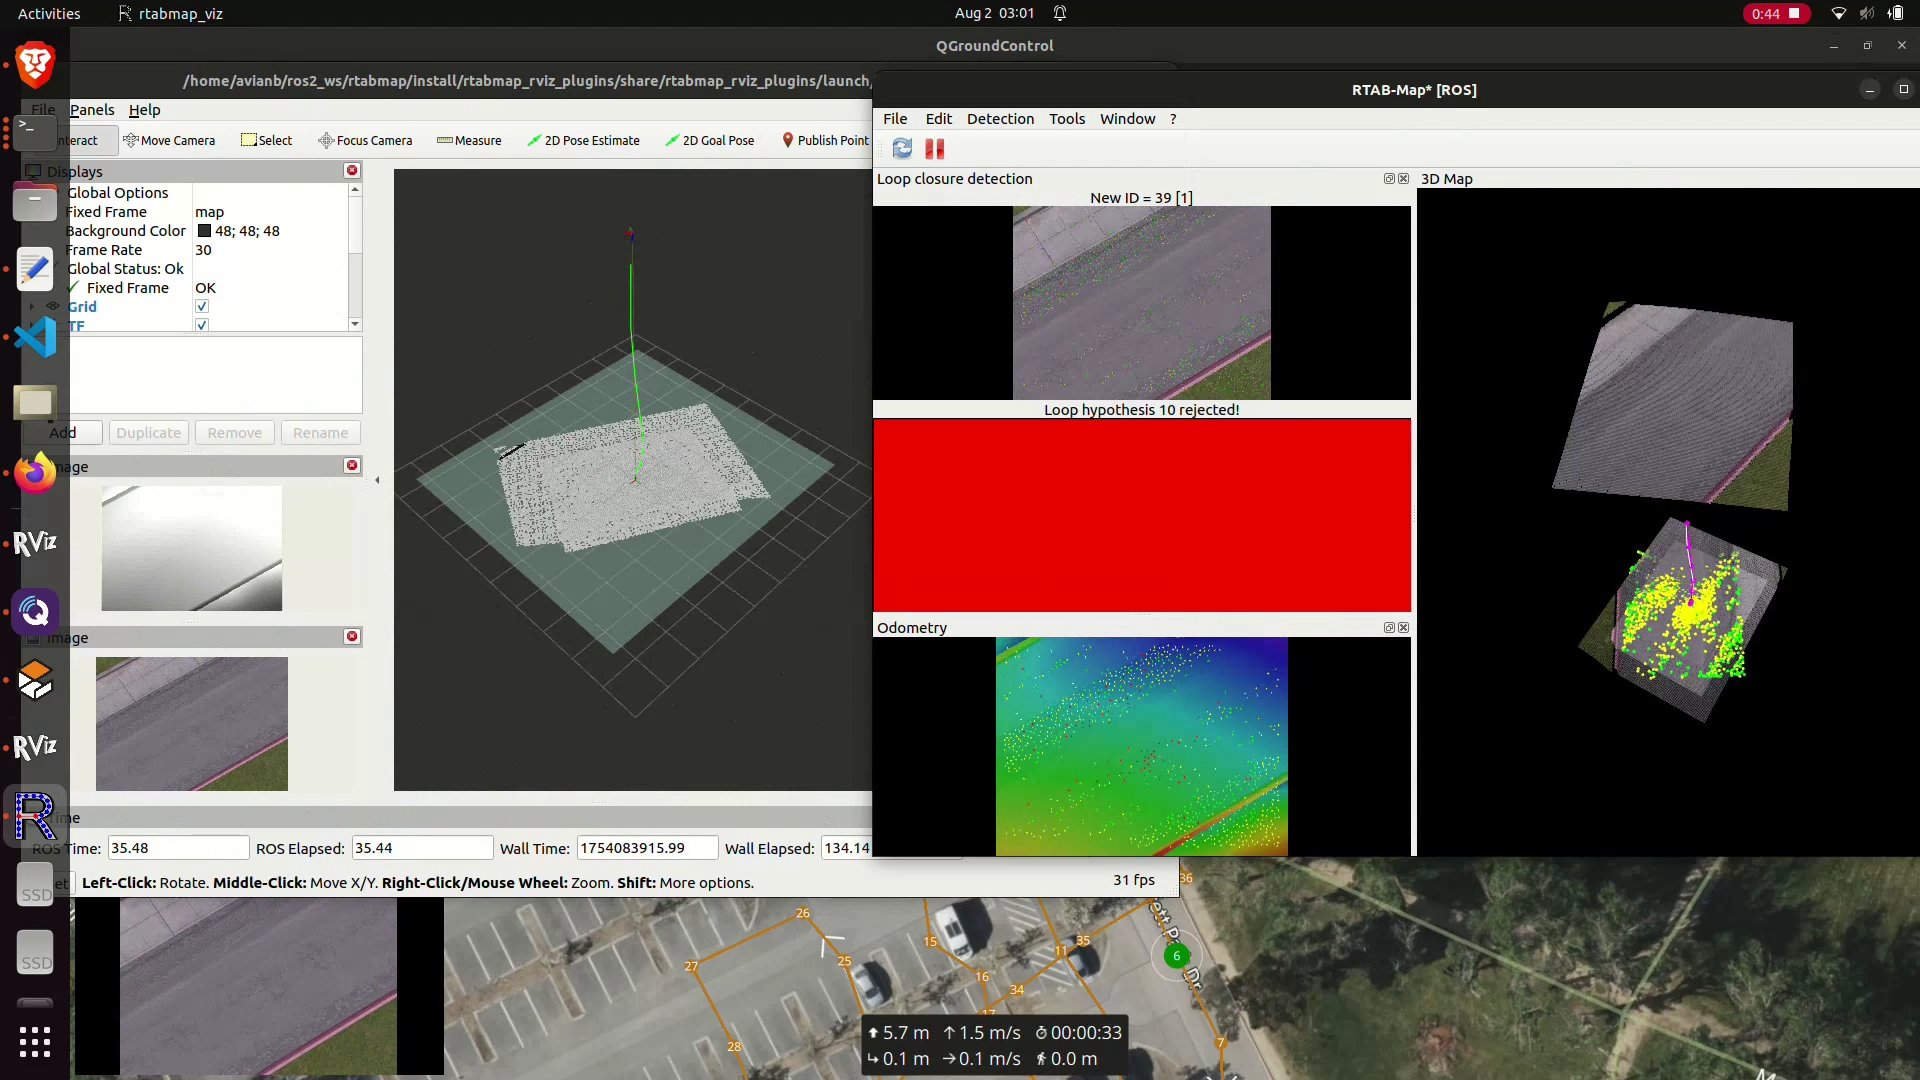 Activities
rtabmap_viz
Aug 2 03:01
0:44
QGroundControl
/home/avianb/ros2_ws/rtabmap/install/rtabmap_rviz_plugins/share/rtabmap_rviz_plugins/launch/
File Panels Help
nteract Move Camera Select Focus Camera Measure 2D Pose Estimate 2D Goal Pose Publish Point
Displays
Global Options
Fixed Frame map
Background Color 48; 48; 48
Frame Rate 30
Global Status: Ok
Fixed Frame OK
Grid
TF
Add Duplicate Remove Rename
mage
Image
RViz
RViz
R
SSD
SSD
ime
ROS Time: 35.48 ROS Elapsed: 35.44 Wall Time: 1754083915.99 Wall Elapsed: 134.14
et Left-Click: Rotate. Middle-Click: Move X/Y. Right-Click/Mouse Wheel: Zoom. Shift: More options.
31 fps
RTAB-Map* [ROS]
File Edit Detection Tools Window ?
Loop closure detection
New ID = 39 [1]
Loop hypothesis 10 rejected!
Odometry
3D Map
36
26
15
35
11
25
27
16
6
34
17
28
7
Dr
5.7 m 1.5 m/s 00:00:33
0.1 m 0.1 m/s 0.0 m